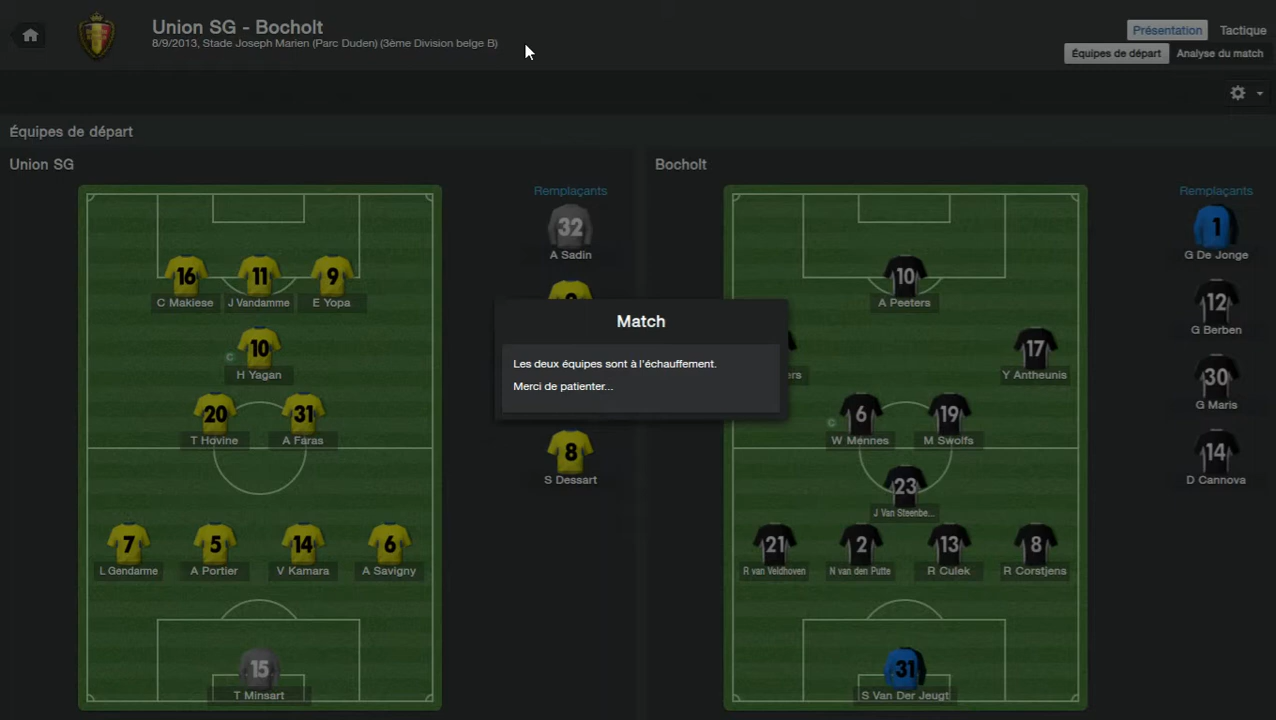 Union SG - Bocholt
8/9/2013, Stade Joseph Marien (Parc Duden) (3ème Division belge B)
Présentation
Tactique
Équipes de départ
Analyse du match
Équipes de départ
Union SG
Remplaçants
32
A Sadin
16
C Makiese
11
J Vandamme
9
E Yopa
10
C
H Yagan
20
T Hovine
31
A Faras
8
S Dessart
7
L Gendarme
5
A Portier
14
V Kamara
6
A Savigny
15
T Minsart
Match
Les deux équipes sont à l'échauffement.
Merci de patienter...
Bocholt
Remplaçants
1
G De Jonge
10
A Peeters
12
G Berben
17
Y Antheunis
30
G Maris
6
C
W Mennes
19
M Swolfs
14
D Cannova
23
J Van Steenbe...
21
R van Veldhoven
2
N van den Putte
13
R Culek
8
R Corstjens
31
S Van Der Jeugt